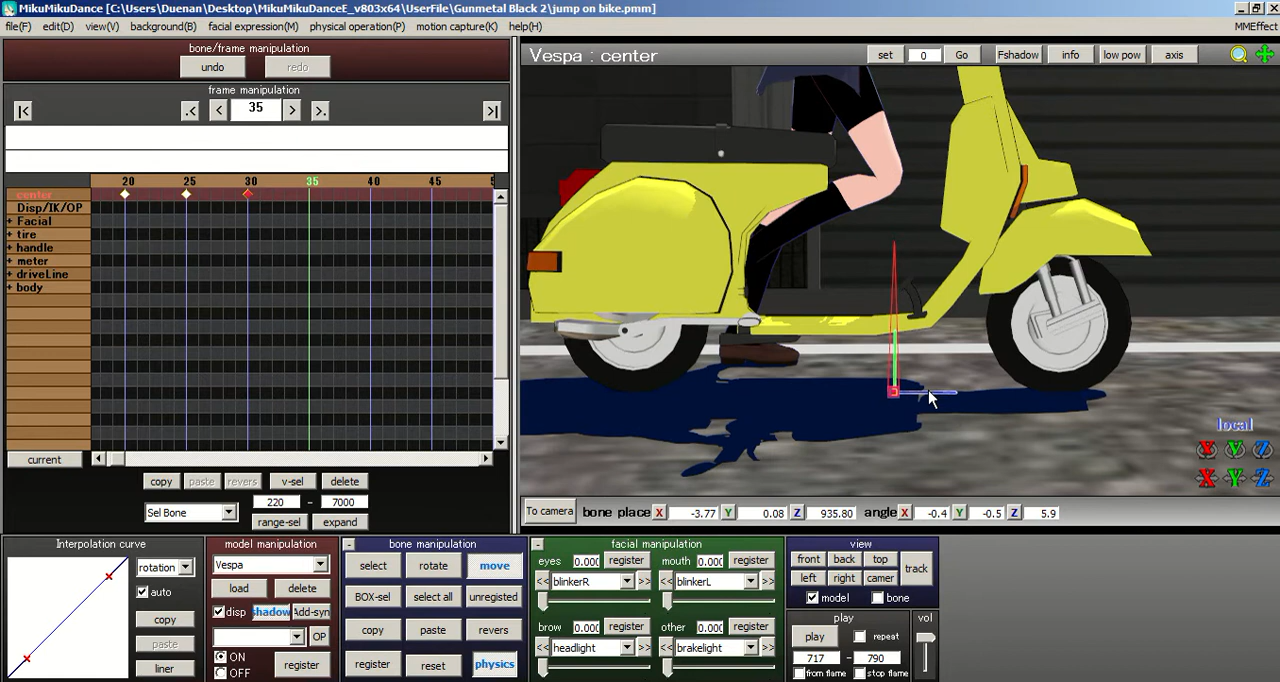 MikuMikuDance [C:\Users\Duenan\Desktop\MikuMikuDanceE_v803x64\UserFile\Gunmetal Black 2\jump on bike.pmm]
file(F) edit(D) view(V) background(B) facial expression(M) physical operation(P) motion capture(K) help(H) MMEffect
bone/frame manipulation
undo redo
frame manipulation
|< .< < 35 > >. >|
20 25 30 35 40 45
center
Disp/IK/OP
+ Facial
+ tire
+ handle
+ meter
+ driveLine
+ body
current
copy paste revers v-sel delete
Sel Bone 220 - 7000
range-sel expand
Vespa : center set 0 Go Fshadow info low pow axis
local
X Y Z
X Y Z
To camera bone place X -3.77 Y 0.08 Z 935.80 angle X -0.4 Y -0.5 Z 5.9
Interpolation curve
rotation
auto
copy
paste
liner
model manipulation
Vespa
load delete
disp shadow Add-syn
OP
ON
OFF
register
- bone manipulation
select rotate move
BOX-sel select all unregisted
copy paste revers
register reset physics
- facial manipulation
eyes 0.000 register mouth 0.000 register
<< blinkerR >> << blinkerL >>
brow 0.000 register other 0.000 register
<< headlight >> << brakelight >>
view
front back top track
left right camer
model bone
play
play repeat
717 - 790
from flame stop flame
vol